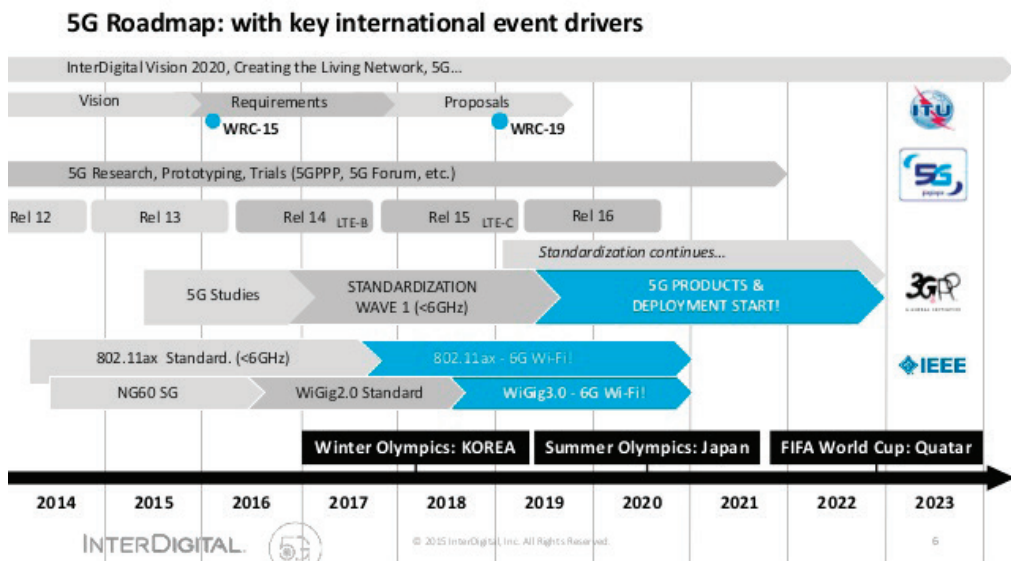 5G Roadmap: with key international event drivers
InterDigital Vision 2020, Creating the Living Network, 5G...
Vision
Requirements
Proposals
WRC-15
WRC-19
ITU
5G Research, Prototyping, Trials (5GPPP, 5G Forum, etc.)
5G
Rel 12
Rel 13
Rel 14 LTE-B
Rel 15 LTE-C
Rel 16
Standardization continues...
5G Studies
STANDARDIZATION
WAVE 1 (<6GHz)
5G PRODUCTS &
DEPLOYMENT START!
3GPP
A GLOBAL INITIATIVE
802.11ax Standard. (<6GHz)
802.11ax - 6G Wi-Fi!
IEEE
NG60 SG
WiGig2.0 Standard
WiGig3.0 - 6G Wi-Fi!
Winter Olympics: KOREA
Summer Olympics: Japan
FIFA World Cup: Quatar
2014 2015 2016 2017 2018 2019 2020 2021 2022 2023
INTERDIGITAL.
5G
© 2015 InterDigital, Inc. All Rights Reserved.
6